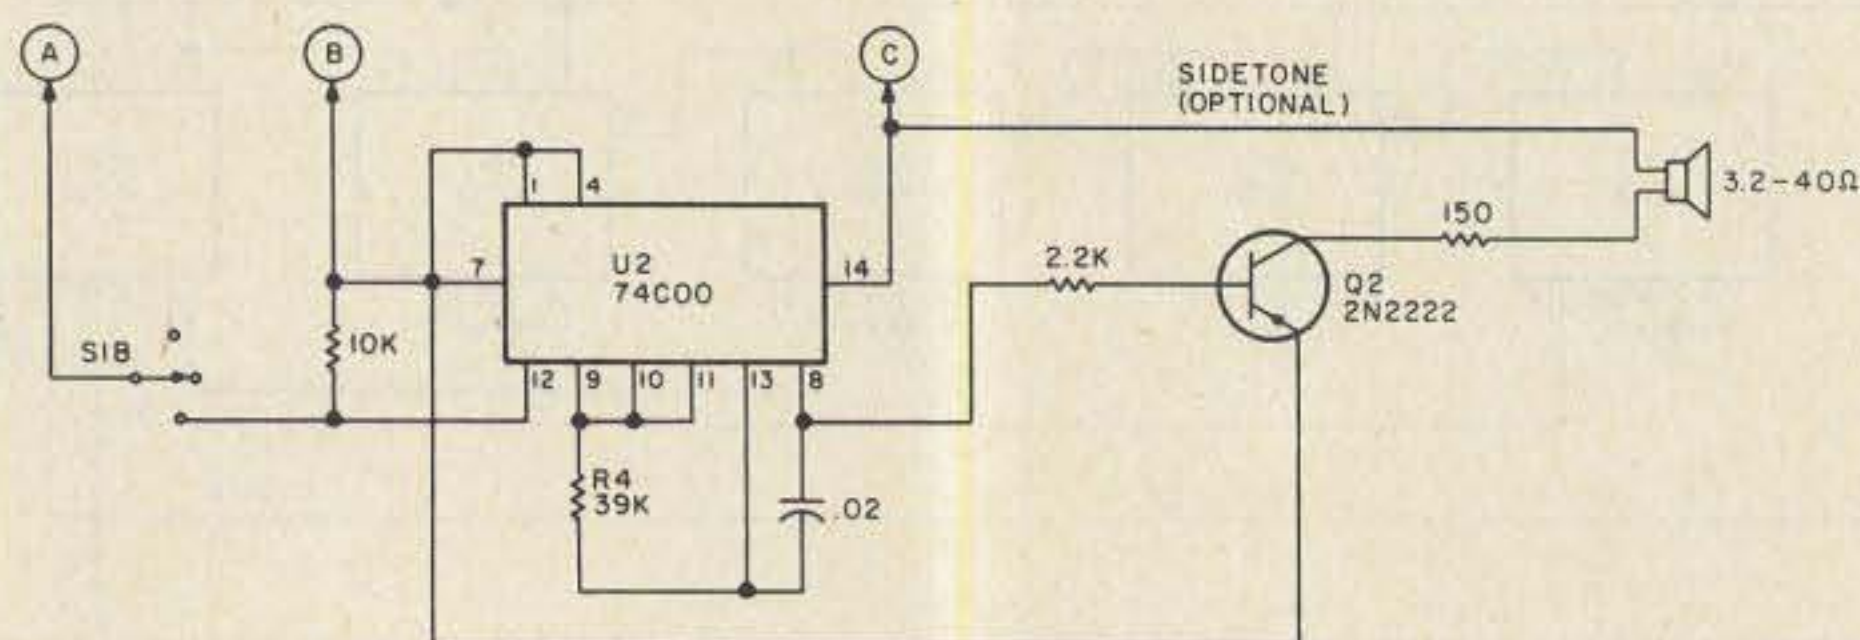 A
B
C
SIDETONE
(OPTIONAL)
3.2-40Ω
1
4
150
7
U2
74C00
14
2.2K
Q2
2N2222
S1B
10K
12
9
10
11
13
8
R4
39K
.02